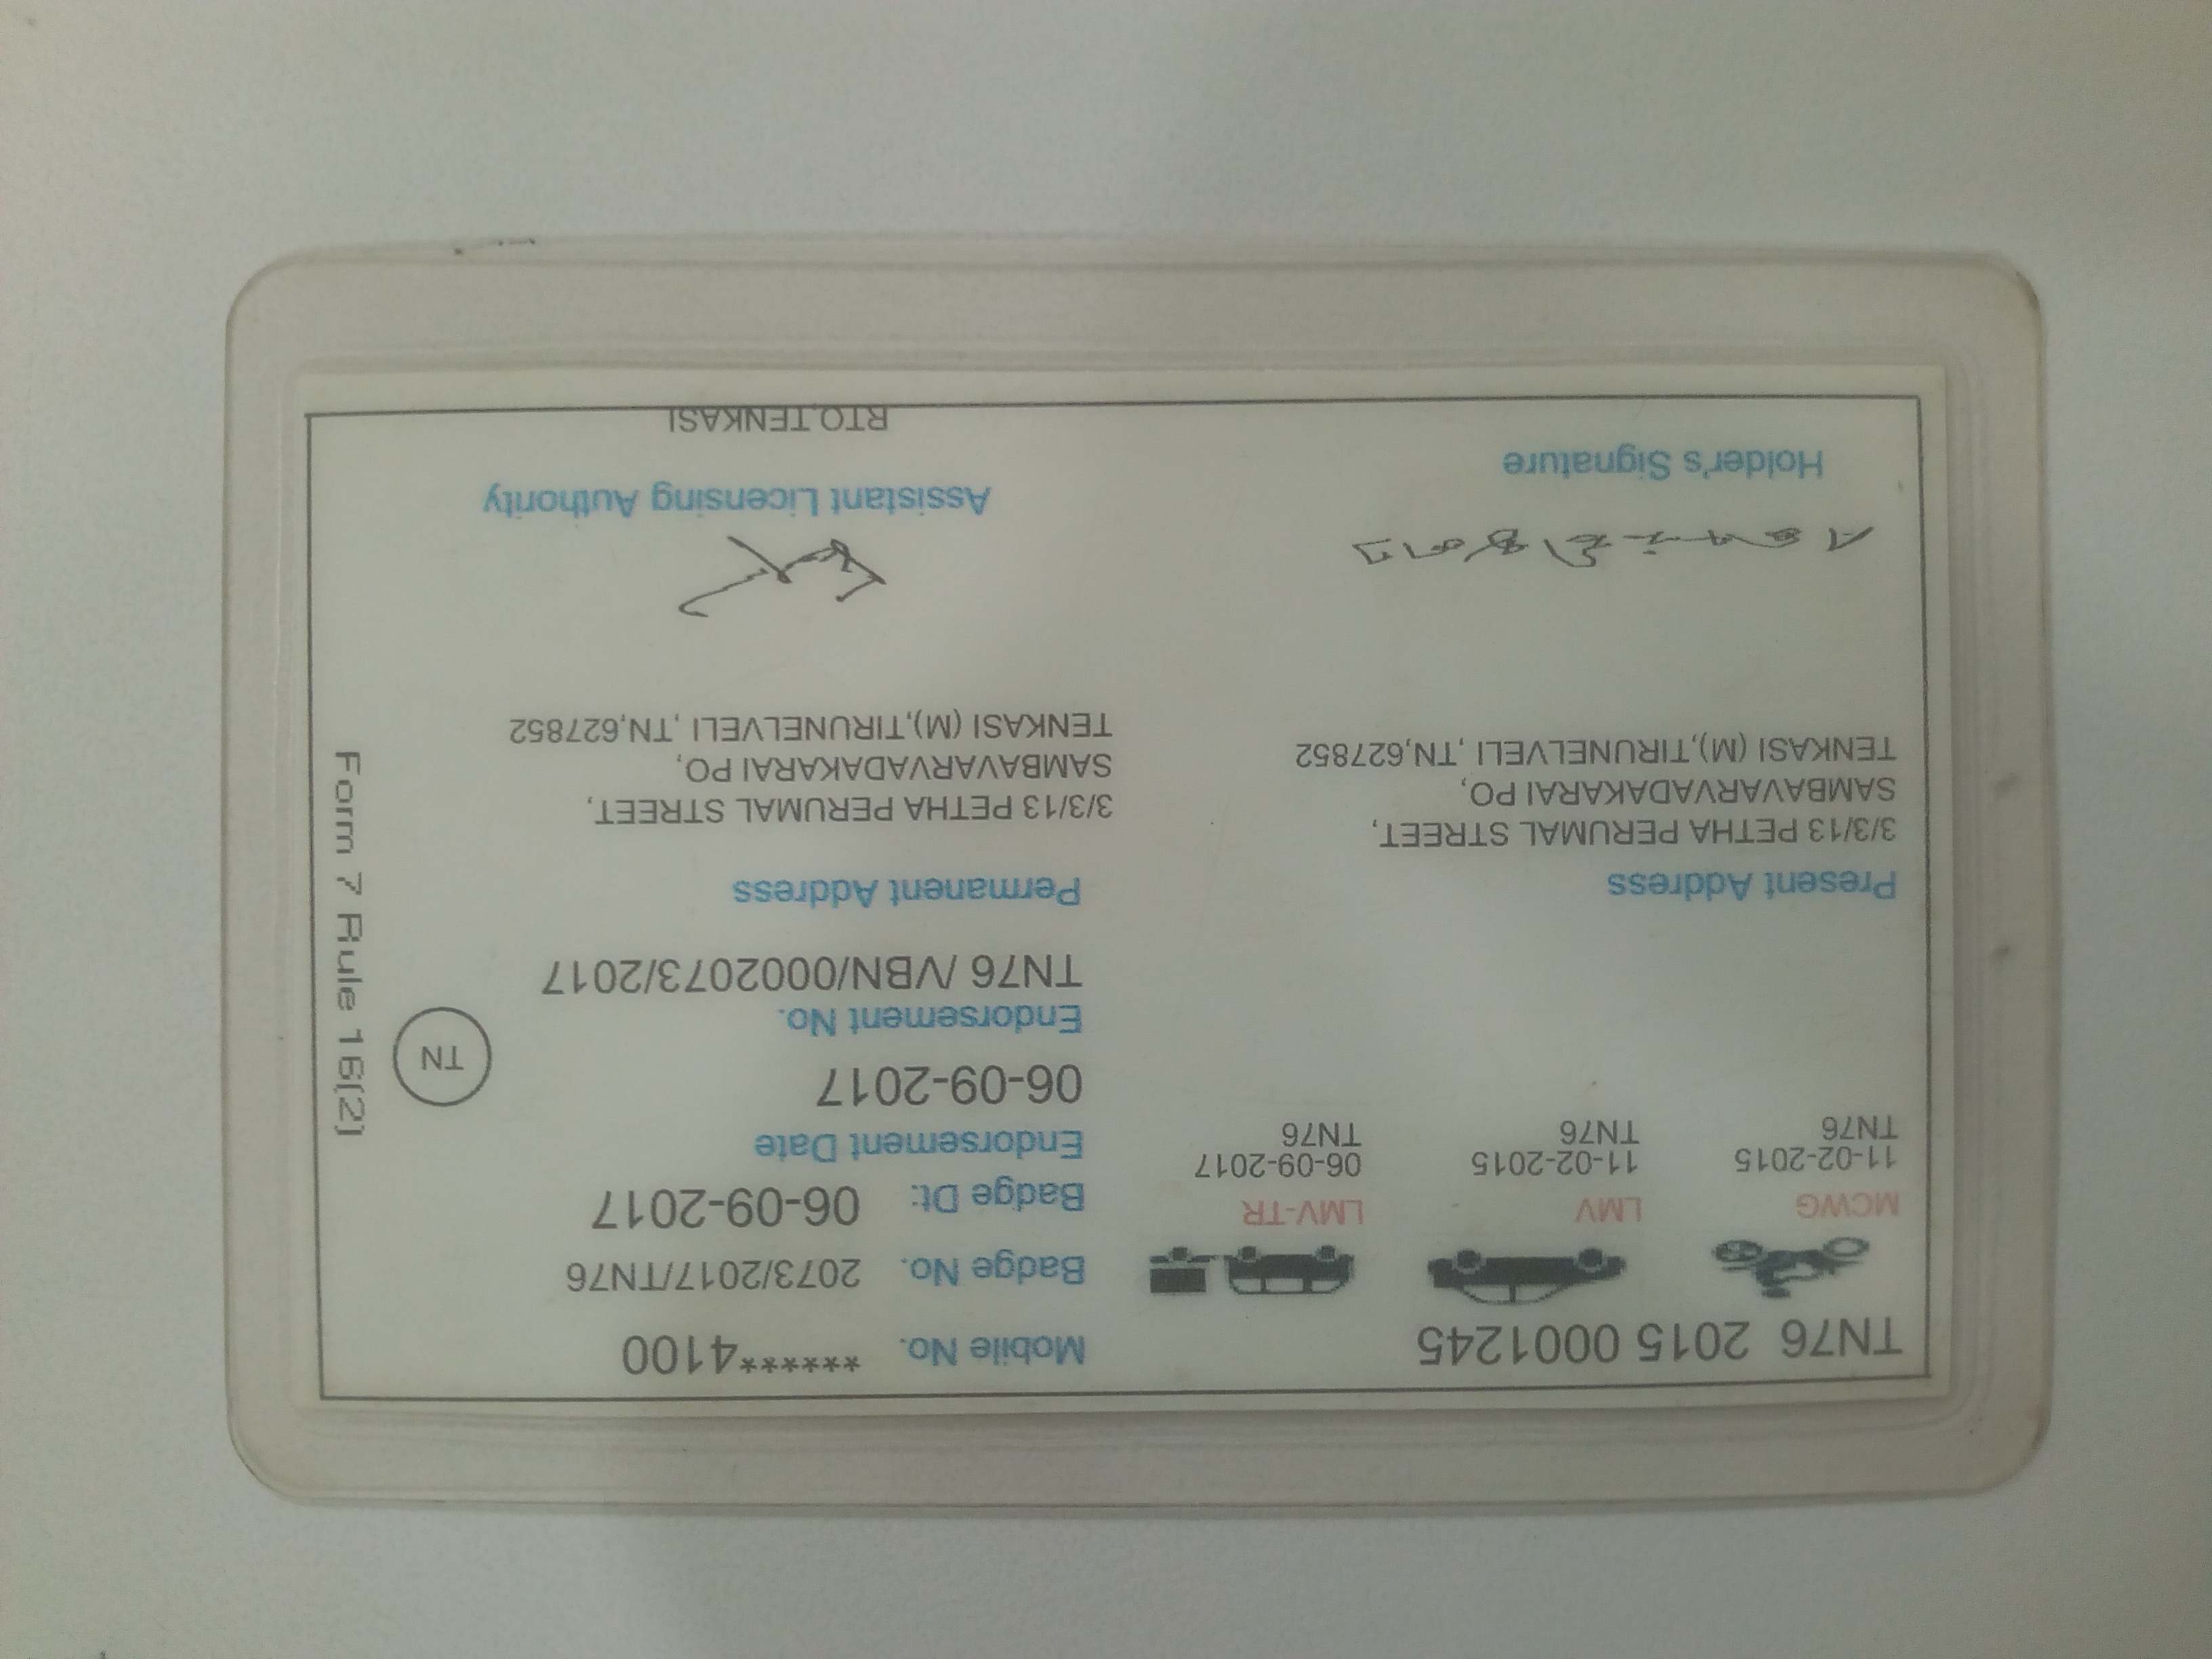 TN76 2015 0001245
MCWG
11-02-2015
TN76
LMV
11-02-2015
TN76
LMV-TR
06-09-2017
TN76
Mobile No. ******4100
Badge No. 2073/2017/TN76
Badge Dt: 06-09-2017
Endorsement Date
06-09-2017
Endorsement No.
TN76 /VBN/0002073/2017
TN
Form 7 Rule 16(2)
Present Address
3/3/13 PETHA PERUMAL STREET,
SAMBAVARVADAKARAI PO,
TENKASI (M),TIRUNELVELI ,TN,627852
Permanent Address
3/3/13 PETHA PERUMAL STREET,
SAMBAVARVADAKARAI PO,
TENKASI (M),TIRUNELVELI ,TN,627852
Holder's Signature
Assistant Licensing Authority
RTO,TENKASI